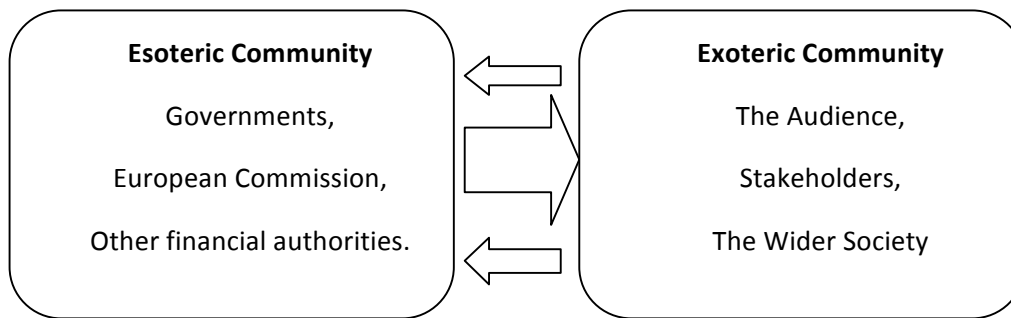 Esoteric Community
Governments,
European Commission,
Other financial authorities.
Exoteric Community
The Audience,
Stakeholders,
The Wider Society